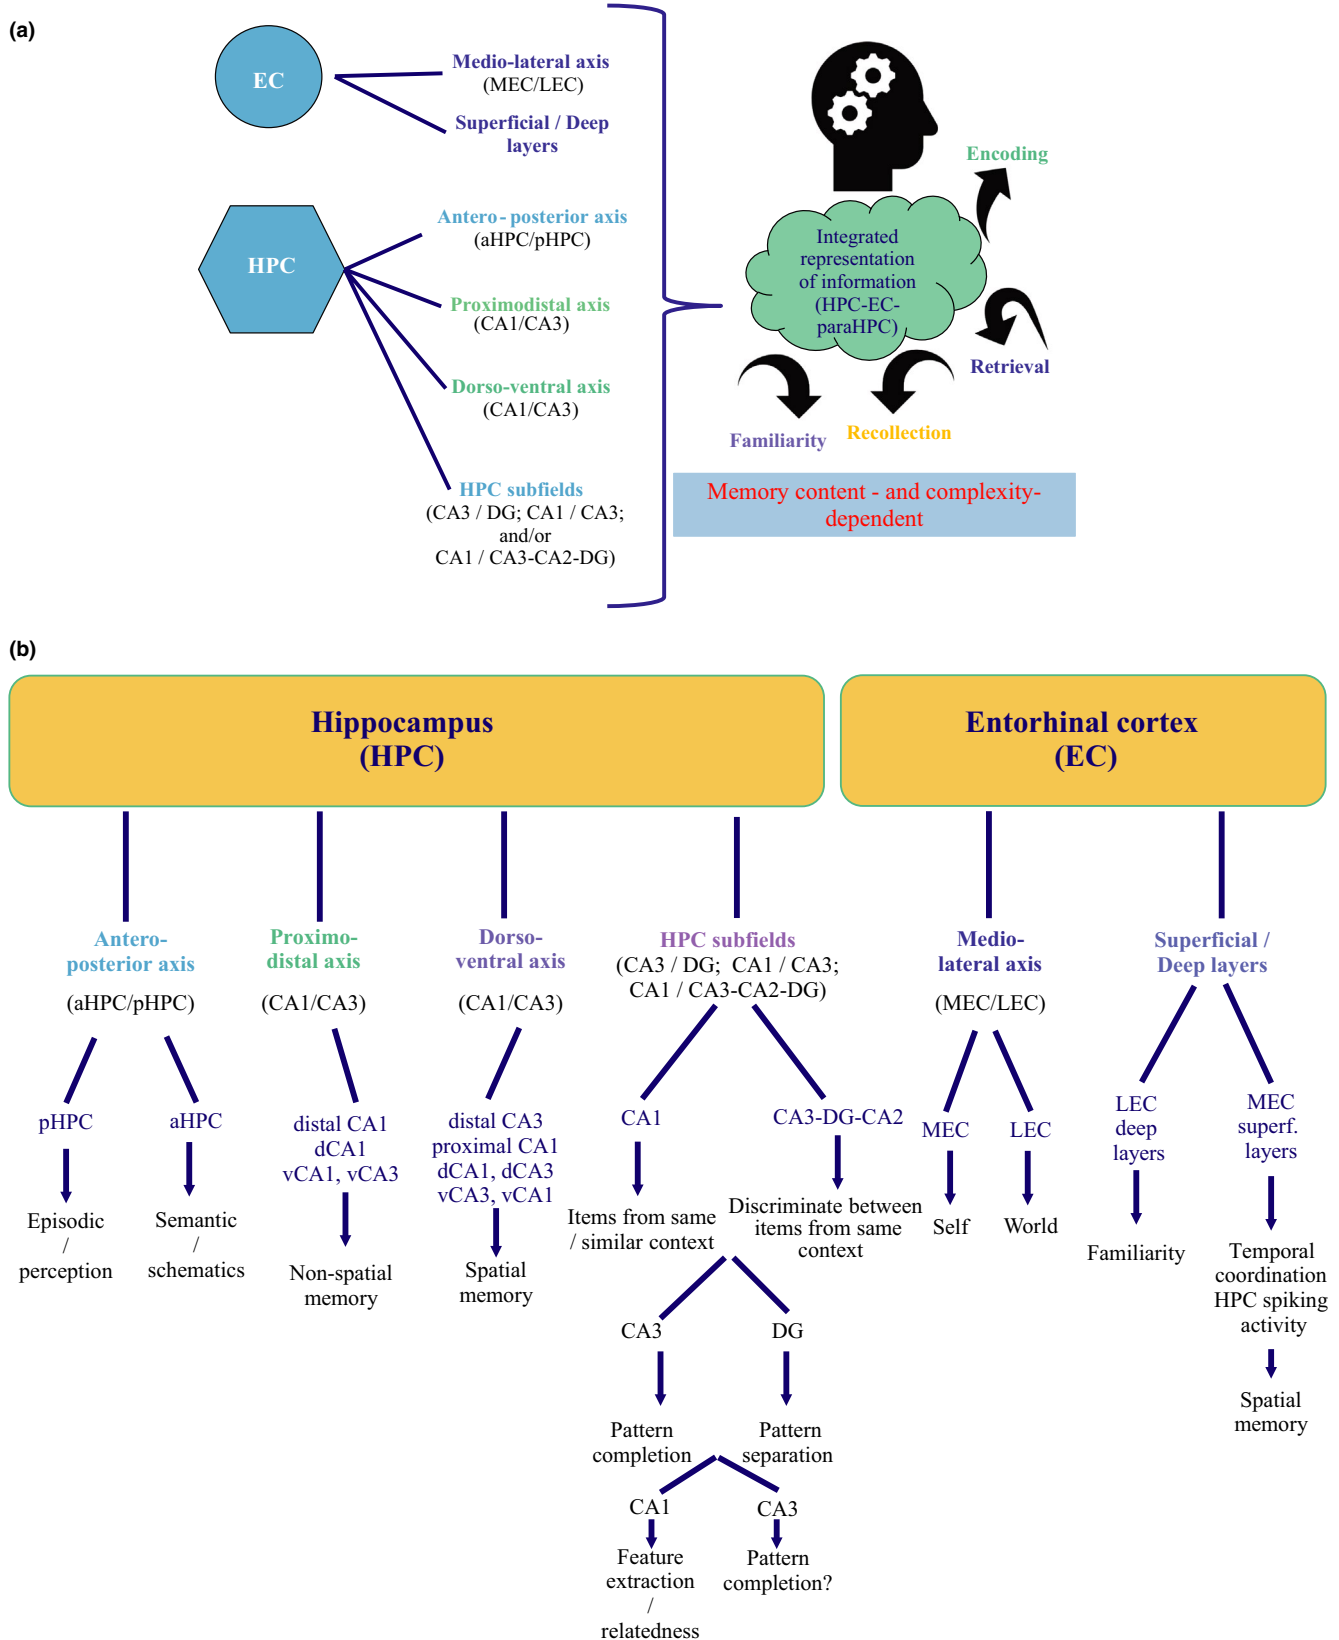 (a)
EC
Medio-lateral axis
(MEC/LEC)
Superficial / Deep
layers
HPC
Antero-posterior axis
(aHPC/pHPC)
Proximodistal axis
(CA1/CA3)
Dorso-ventral axis
(CA1/CA3)
HPC subfields
(CA3 / DG; CA1 / CA3;
and/or
CA1 / CA3-CA2-DG)
Encoding
Integrated
representation
of information
(HPC-EC-
paraHPC)
Retrieval
Familiarity
Recollection
Memory content - and complexity-
dependent
(b)
Hippocampus
(HPC)
Entorhinal cortex
(EC)
Antero-
posterior axis
(aHPC/pHPC)
pHPC
Episodic
/
perception
aHPC
Semantic
/
schematics
Proximo-
distal axis
(CA1/CA3)
distal CA1
dCA1
vCA1, vCA3
Non-spatial
memory
Dorso-
ventral axis
(CA1/CA3)
distal CA3
proximal CA1
dCA1, dCA3
vCA3, vCA1
Spatial
memory
HPC subfields
(CA3 / DG; CA1 / CA3;
CA1 / CA3-CA2-DG)
CA1
Items from same
/ similar context
CA3-DG-CA2
Discriminate between
items from same
context
CA3
Pattern
completion
DG
Pattern
separation
CA1
Feature
extraction
/
relatedness
CA3
Pattern
completion?
Medio-
lateral axis
(MEC/LEC)
MEC
Self
LEC
World
Superficial /
Deep layers
LEC
deep
layers
Familiarity
MEC
superf.
layers
Temporal
coordination
HPC spiking
activity
Spatial
memory